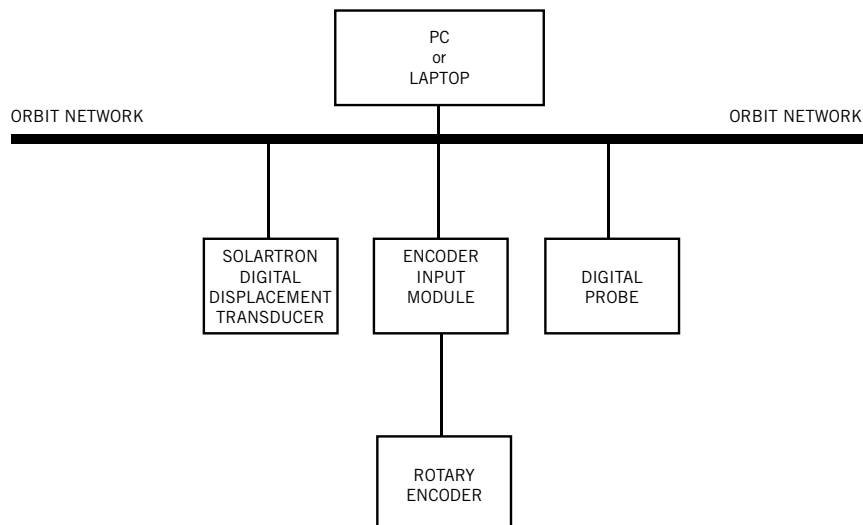 PC
or
LAPTOP
ORBIT NETWORK
ORBIT NETWORK
SOLARTRON
DIGITAL
DISPLACEMENT
TRANSDUCER
ENCODER
INPUT
MODULE
DIGITAL
PROBE
ROTARY
ENCODER